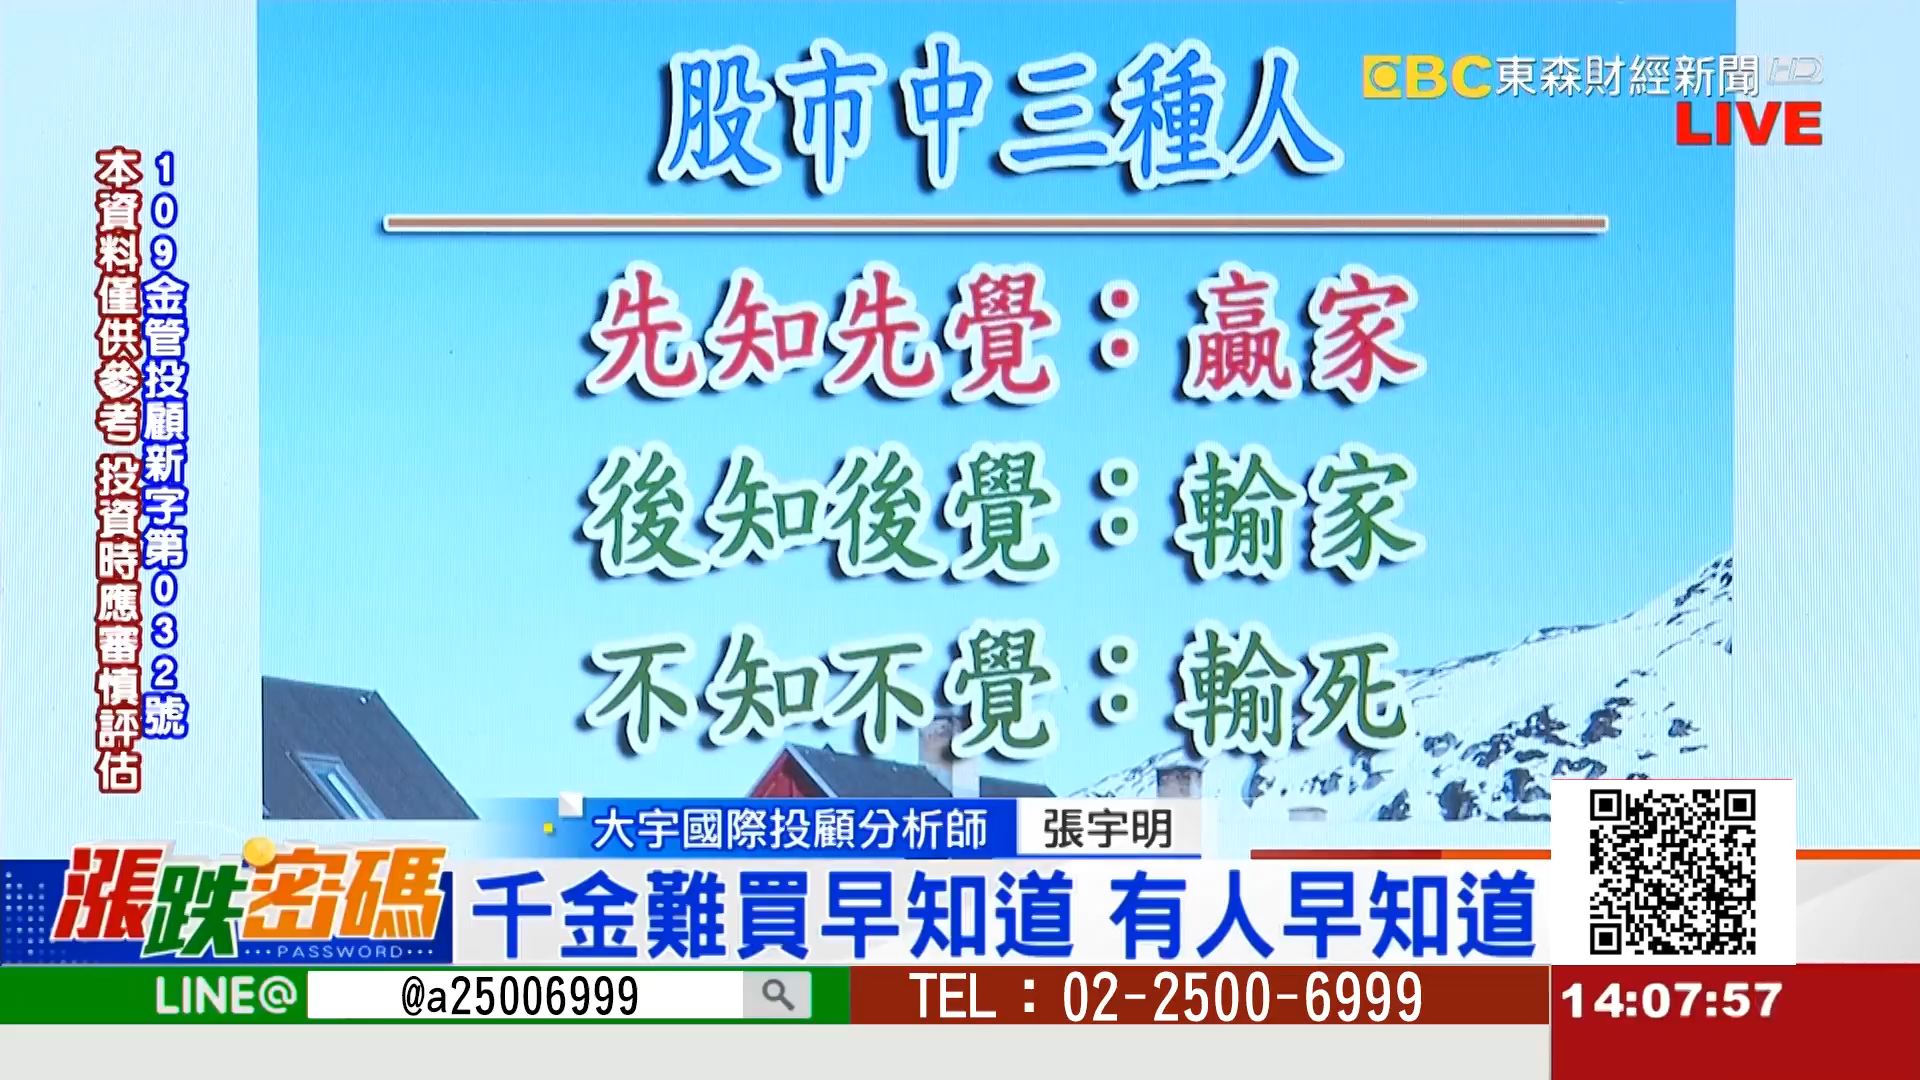 股市中三種人
EBC東森財經新聞HD
LIVE
109金管投顧新字第032號
本資料僅供參考 投資時應審慎評估
先知先覺：贏家
後知後覺：輸家
不知不覺：輸死
大宇國際投顧分析師 張宇明
漲跌密碼
PASSWORD
千金難買早知道 有人早知道
LINE@ @a25006999
TEL：02-2500-6999
14:07:57